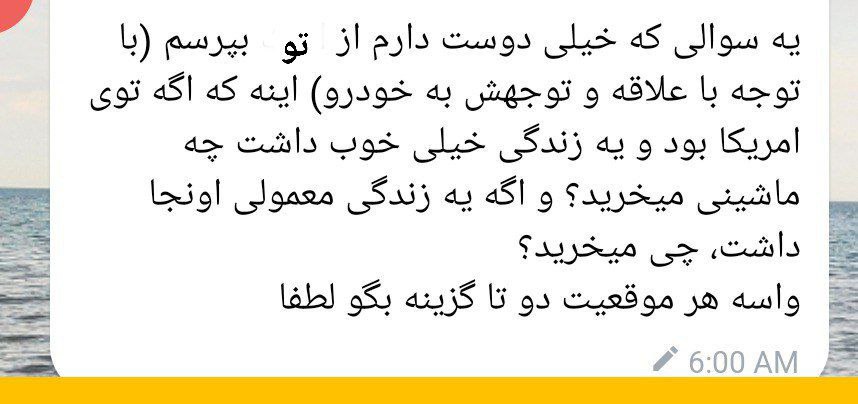 یه سوالی که خیلی دوست دارم از تو بپرسم (با
توجه با علاقه و توجهش به خودرو) اینه که اگه توی
امریکا بود و یه زندگی خیلی خوب داشت چه
ماشینی میخرید؟ و اگه یه زندگی معمولی اونجا
داشت، چی میخرید؟
واسه هر موقعیت دو تا گزینه بگو لطفا
6:00 AM